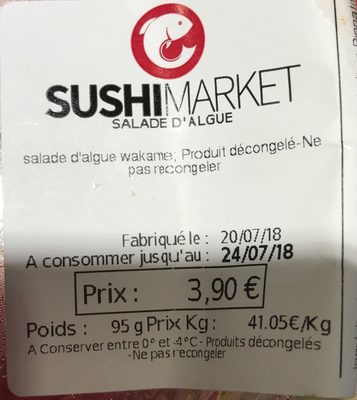 SUSHIMARKET
SALADE D'ALGUE
salade d'algue wakame; Produit décongelé-Ne
pas recongeler
Fabriqué le : 20/07/18
A consommer jusqu'au : 24/07/18
Prix : 3,90 €
Poids : 95 g Prix Kg : 41.05€/Kg
A Conserver entre 0° et 4°C - Produits décongelés
-Ne pas recongeler